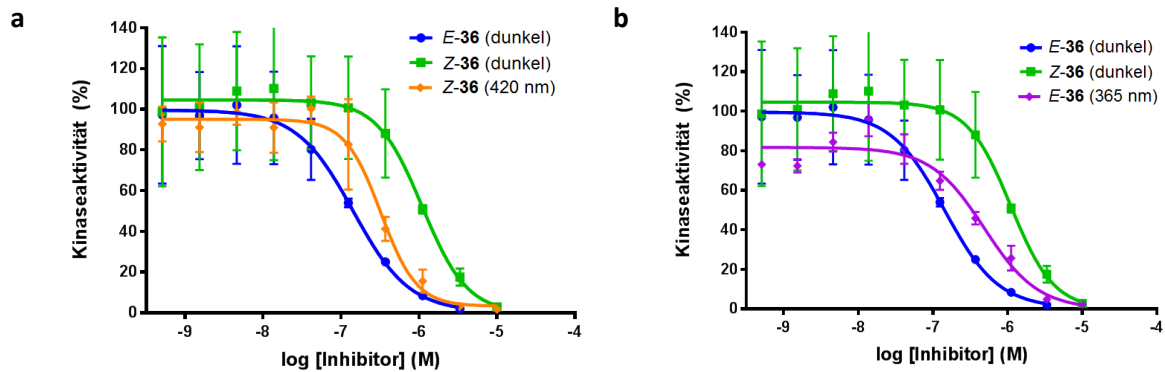 a
140
120
100
80
60
40
20
0
-9
-8
-7
-6
-5
-4
Kinaseaktivität (%)
log [Inhibitor] (M)
E-36 (dunkel)
Z-36 (dunkel)
Z-36 (420 nm)
b
140
120
100
80
60
40
20
0
-9
-8
-7
-6
-5
-4
Kinaseaktivität (%)
log [Inhibitor] (M)
E-36 (dunkel)
Z-36 (dunkel)
E-36 (365 nm)